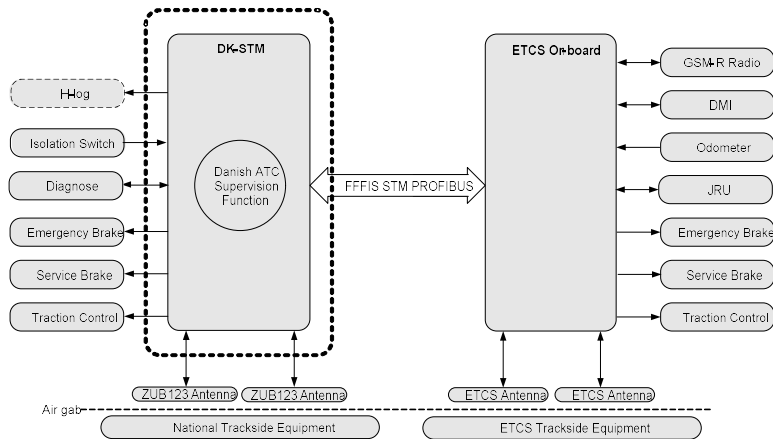 DK-STM
ETCS On-board
H-log
Isolation Switch
Diagnose
Emergency Brake
Service Brake
Traction Control
Danish ATC
Supervision
Function
FFFIS STM PROFIBUS
GSM-R Radio
DMI
Odometer
JRU
Emergency Brake
Service Brake
Traction Control
ZUB123 Antenna
ZUB123 Antenna
ETCS Antenna
ETCS Antenna
Air gab
National Trackside Equipment
ETCS Trackside Equipment